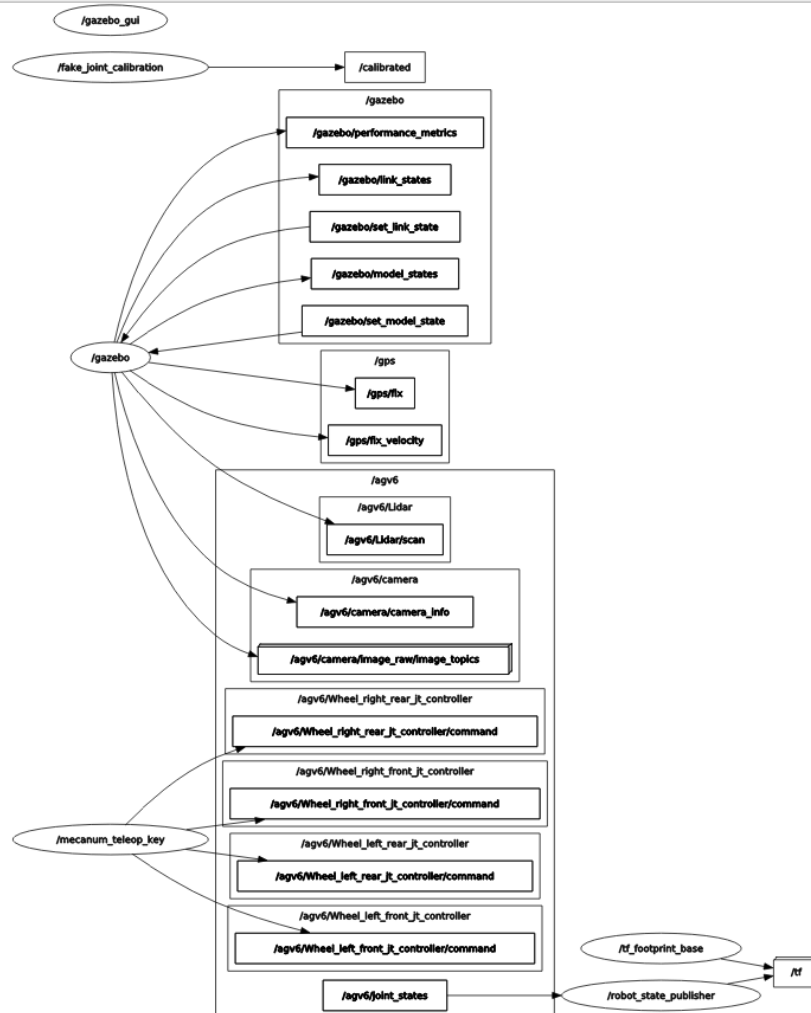 /gazebo_gui
/fake_joint_calibration
/calibrated
/gazebo
/gazebo/performance_metrics
/gazebo/link_states
/gazebo/set_link_state
/gazebo/model_states
/gazebo/set_model_state
/gazebo
/gps
/gps/fix
/gps/fix_velocity
/agv6
/agv6/Lidar
/agv6/Lidar/scan
/agv6/camera
/agv6/camera/camera_info
/agv6/camera/image_raw/image_topics
/agv6/Wheel_right_rear_jt_controller
/agv6/Wheel_right_rear_jt_controller/command
/agv6/Wheel_right_front_jt_controller
/agv6/Wheel_right_front_jt_controller/command
/mecanum_teleop_key
/agv6/Wheel_left_rear_jt_controller
/agv6/Wheel_left_rear_jt_controller/command
/agv6/Wheel_left_front_jt_controller
/agv6/Wheel_left_front_jt_controller/command
/tf_footprint_base
/tf
/agv6/joint_states
/robot_state_publisher